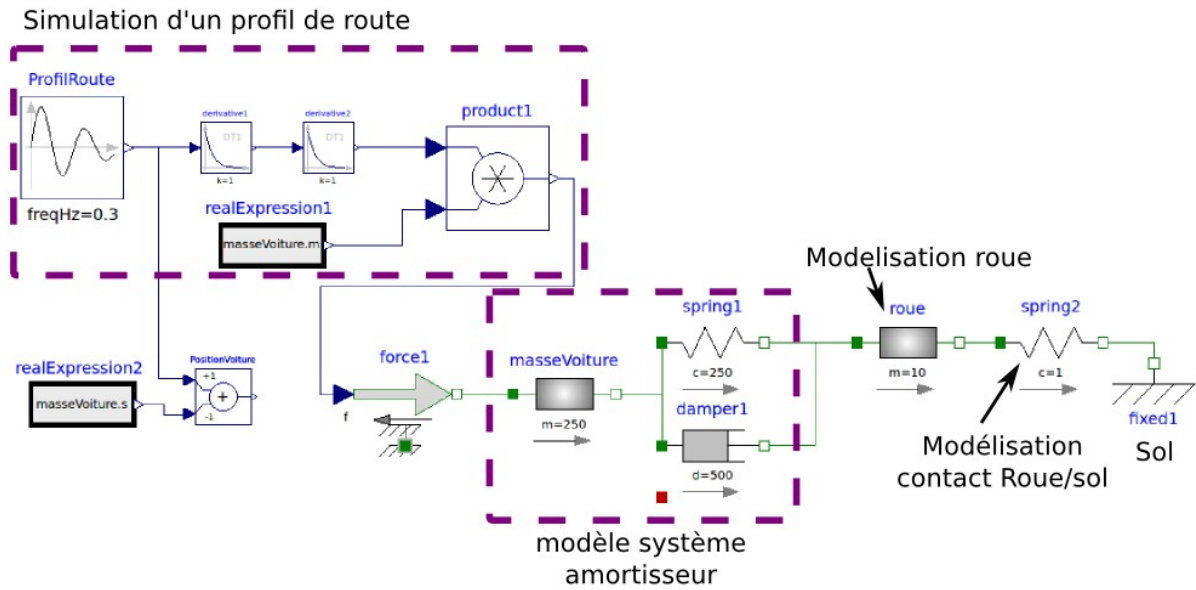 Simulation d'un profil de route
ProfilRoute
freqHz=0.3
derivative1
DT1
k=1
derivative2
DT1
k=1
product1
realExpression1
masseVoiture.m
realExpression2
masseVoiture.s
PositionVoiture
+1
+
-1
force1
f
masseVoiture
m=250
spring1
c=250
damper1
d=500
modèle système
amortisseur
Modelisation roue
roue
m=10
spring2
c=1
fixed1
Modélisation
contact Roue/sol
Sol